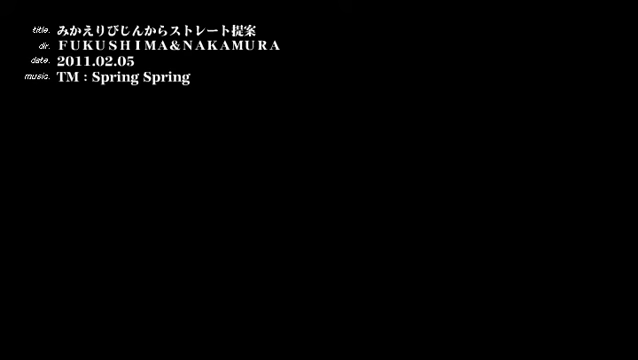 title. みかえりびじんからストレート提案
dir. ＦＵＫＵＳＨＩＭＡ＆ＮＡＫＡＭＵＲＡ
date. 2011.02.05
music. TM : Spring Spring